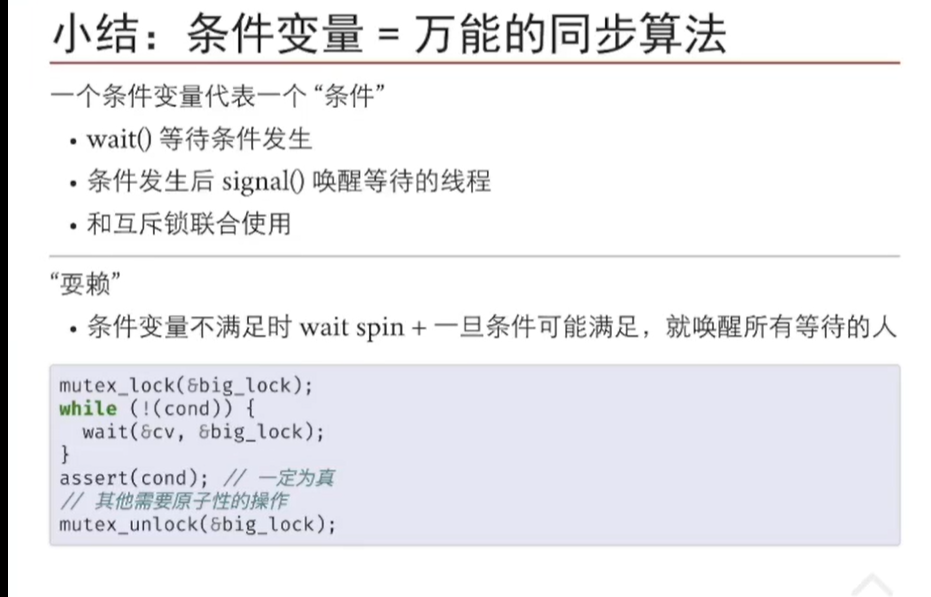 小结：条件变量 = 万能的同步算法
一个条件变量代表一个 “条件”
• wait() 等待条件发生
• 条件发生后 signal() 唤醒等待的线程
• 和互斥锁联合使用
“耍赖”
• 条件变量不满足时 wait spin + 一旦条件可能满足，就唤醒所有等待的人
mutex_lock(&big_lock);
while (!(cond)) {
  wait(&cv, &big_lock);
}
assert(cond); // 一定为真
// 其他需要原子性的操作
mutex_unlock(&big_lock);